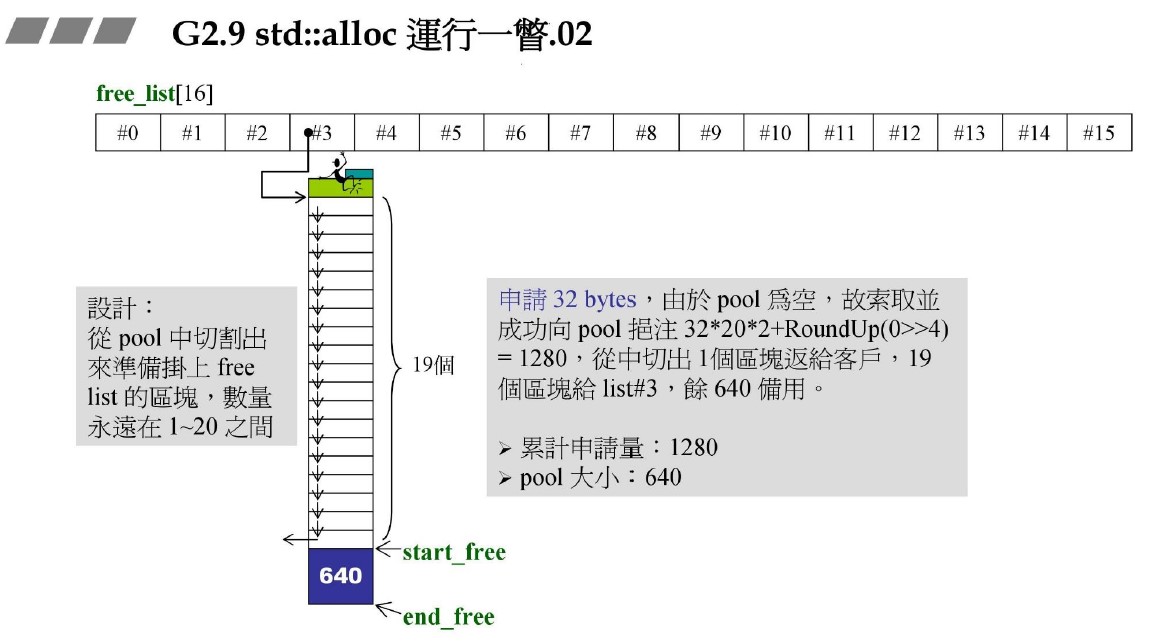 G2.9 std::alloc 運行一瞥.02
free_list[16]
#0 #1 #2 #3 #4 #5 #6 #7 #8 #9 #10 #11 #12 #13 #14 #15
設計：
從 pool 中切割出
來準備掛上 free
list 的區塊，數量
永遠在 1~20 之間
19個
申請 32 bytes，由於 pool 爲空，故索取並
成功向 pool 挹注 32*20*2+RoundUp(0>>4)
= 1280，從中切出 1個區塊返給客戶，19
個區塊給 list#3，餘 640 備用。
➢ 累計申請量：1280
➢ pool 大小：640
start_free
640
end_free